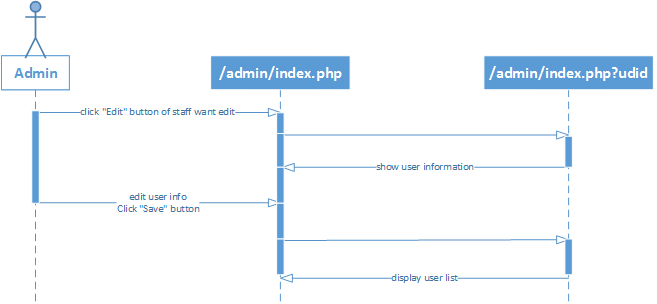 Admin
/admin/index.php
/admin/index.php?udid
click "Edit" button of staff want edit
show user information
edit user info
Click "Save" button
display user list